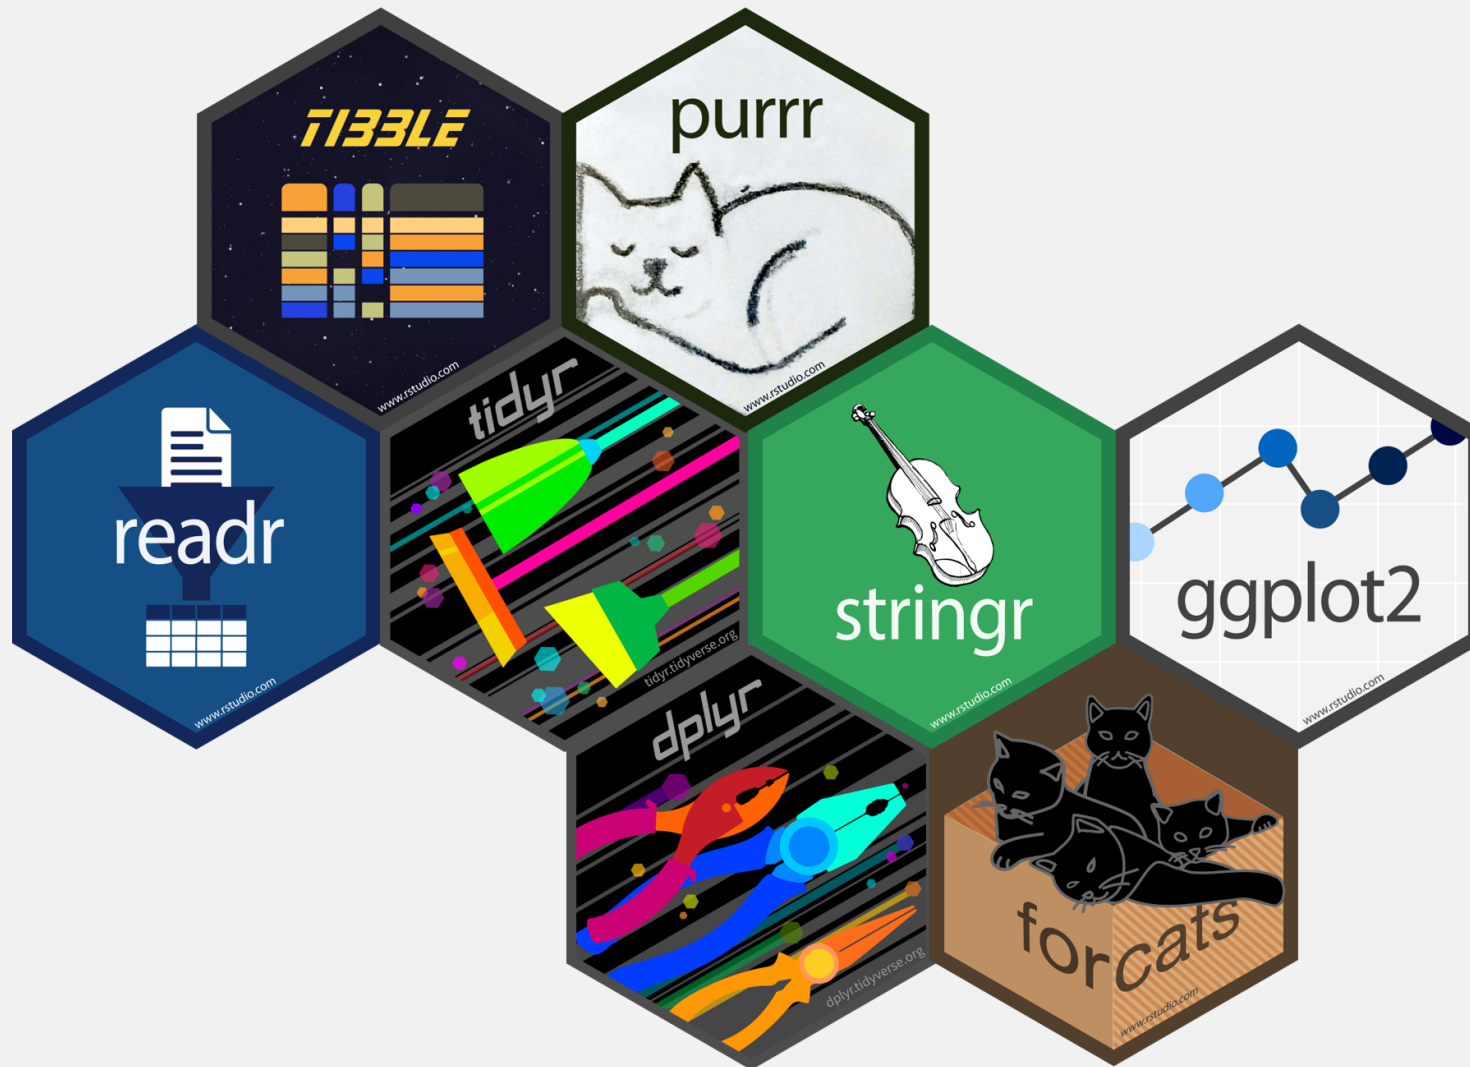 TIBBLE
www.rstudio.com
purrr
www.rstudio.com
readr
www.rstudio.com
tidyr
tidyr.tidyverse.org
stringr
www.rstudio.com
ggplot2
www.rstudio.com
dplyr
dplyr.tidyverse.org
forcats
www.rstudio.com